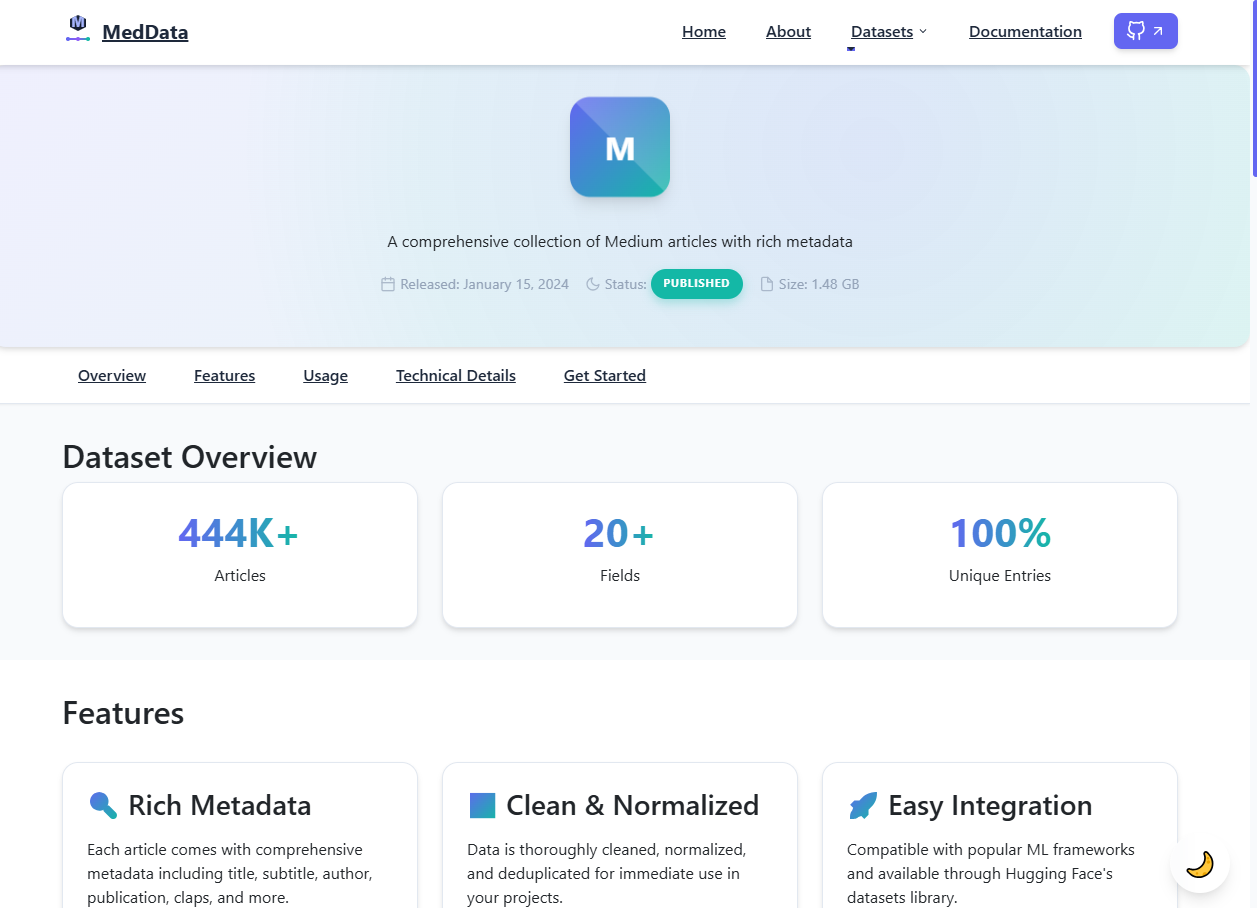 MedData
Home About Datasets Documentation
M
A comprehensive collection of Medium articles with rich metadata
Released: January 15, 2024 Status: PUBLISHED Size: 1.48 GB
Overview Features Usage Technical Details Get Started
Dataset Overview
444K+
Articles
20+
Fields
100%
Unique Entries
Features
Rich Metadata
Each article comes with comprehensive
metadata including title, subtitle, author,
publication, claps, and more.
Clean & Normalized
Data is thoroughly cleaned, normalized,
and deduplicated for immediate use in
your projects.
Easy Integration
Compatible with popular ML frameworks
and available through Hugging Face's
datasets library.